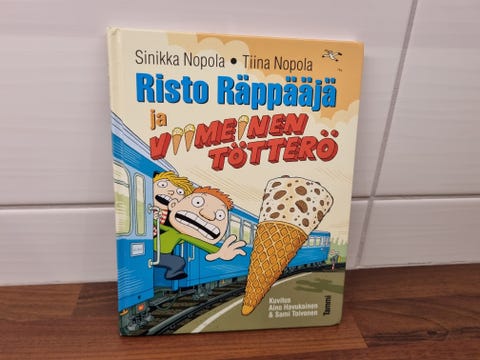 Sinikka Nopola • Tiina Nopola
Risto Räppääjä
ja
VIIMEINEN
TÖTTERÖ
Kuvitus
Aino Havukainen
& Sami Toivonen
Tammi